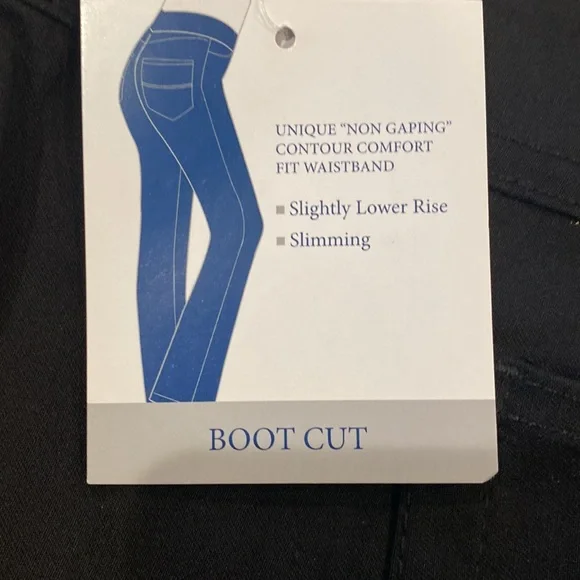 UNIQUE "NON GAPING"
CONTOUR COMFORT
FIT WAISTBAND
Slightly Lower Rise
Slimming
BOOT CUT